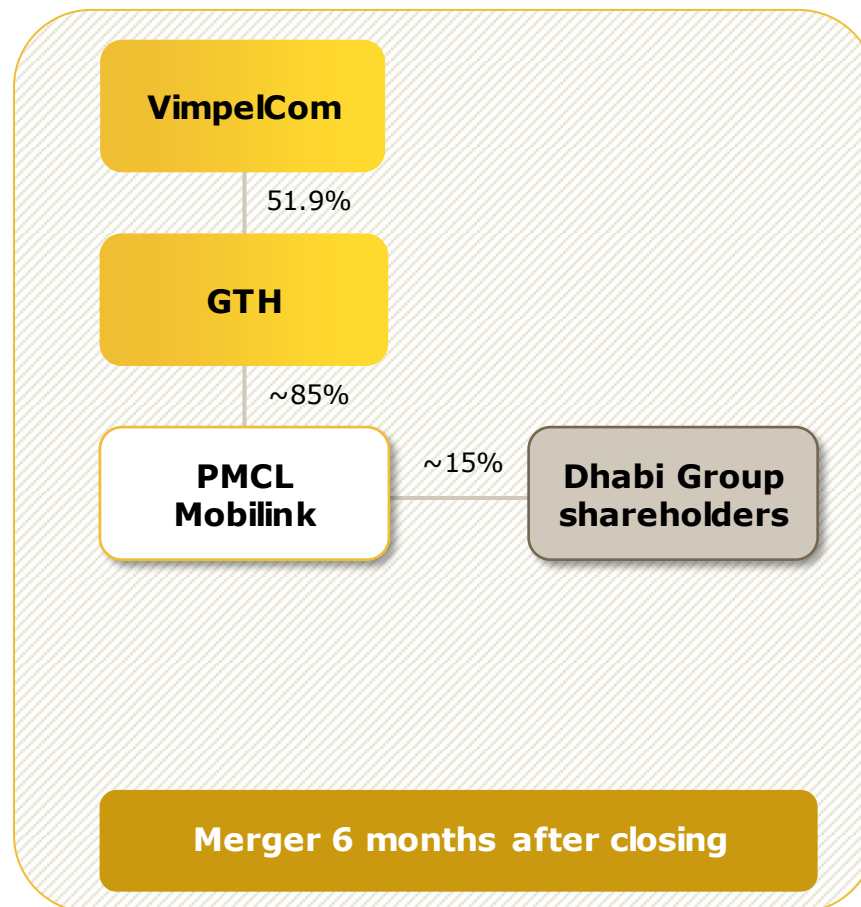 VimpelCom
51.9%
GTH
~85%
PMCL
Mobilink
~15%
Dhabi Group
shareholders
Merger 6 months after closing